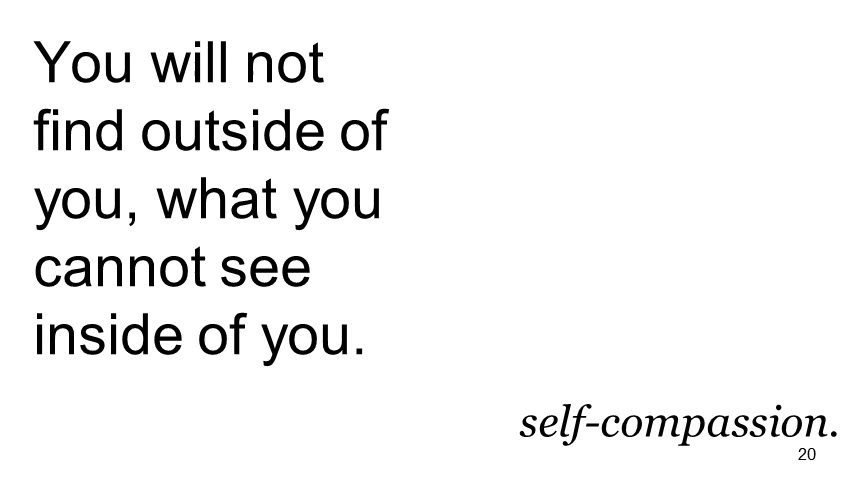 You will not
find outside of
you, what you
cannot see
inside of you.
self-compassion.
20